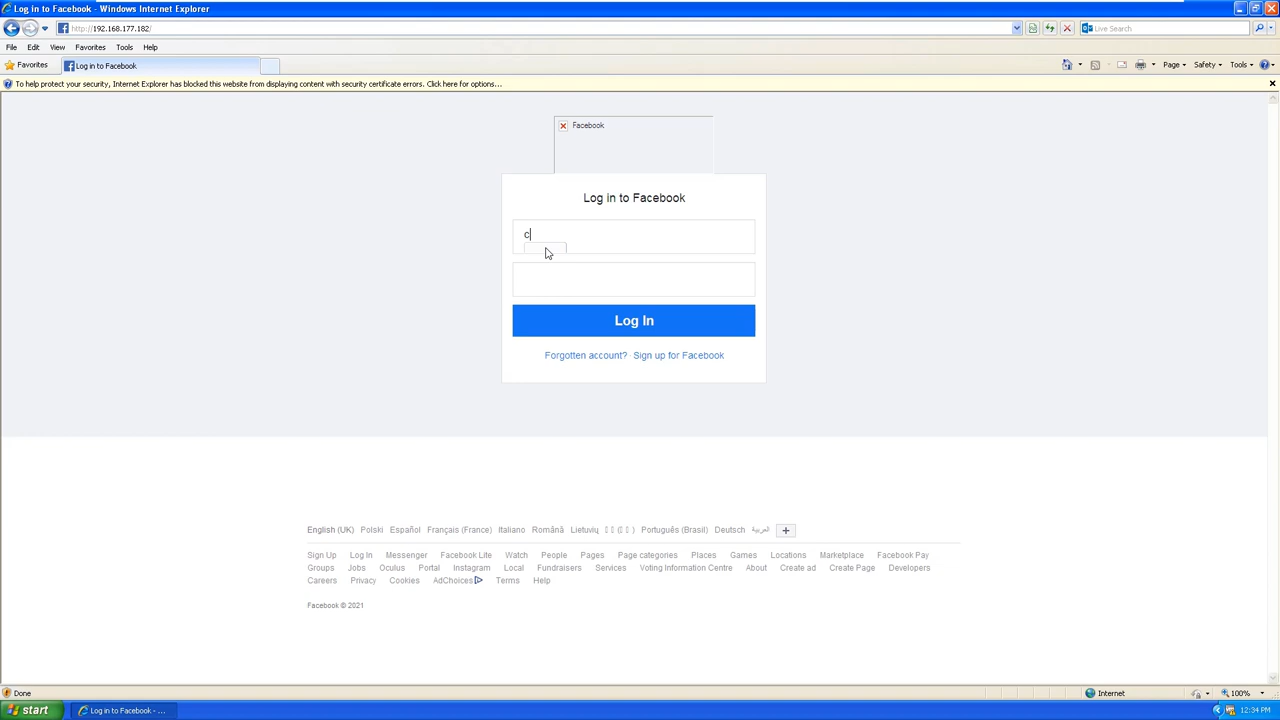 Log in to Facebook - Windows Internet Explorer
http://192.168.177.182/
Live Search
File Edit View Favorites Tools Help
Favorites Log in to Facebook Page Safety Tools
To help protect your security, Internet Explorer has blocked this website from displaying content with security certificate errors. Click here for options...
Facebook
Log in to Facebook
c
Log In
Forgotten account? · Sign up for Facebook
English (UK) Polski Español Français (France) Italiano Română Lietuvių Português (Brasil) Deutsch العربية +
Sign Up Log In Messenger Facebook Lite Watch People Pages Page categories Places Games Locations Marketplace Facebook Pay
Groups Jobs Oculus Portal Instagram Local Fundraisers Services Voting Information Centre About Create ad Create Page Developers
Careers Privacy Cookies AdChoices Terms Help
Facebook © 2021
Done Internet 100%
start Log in to Facebook - ... 12:34 PM